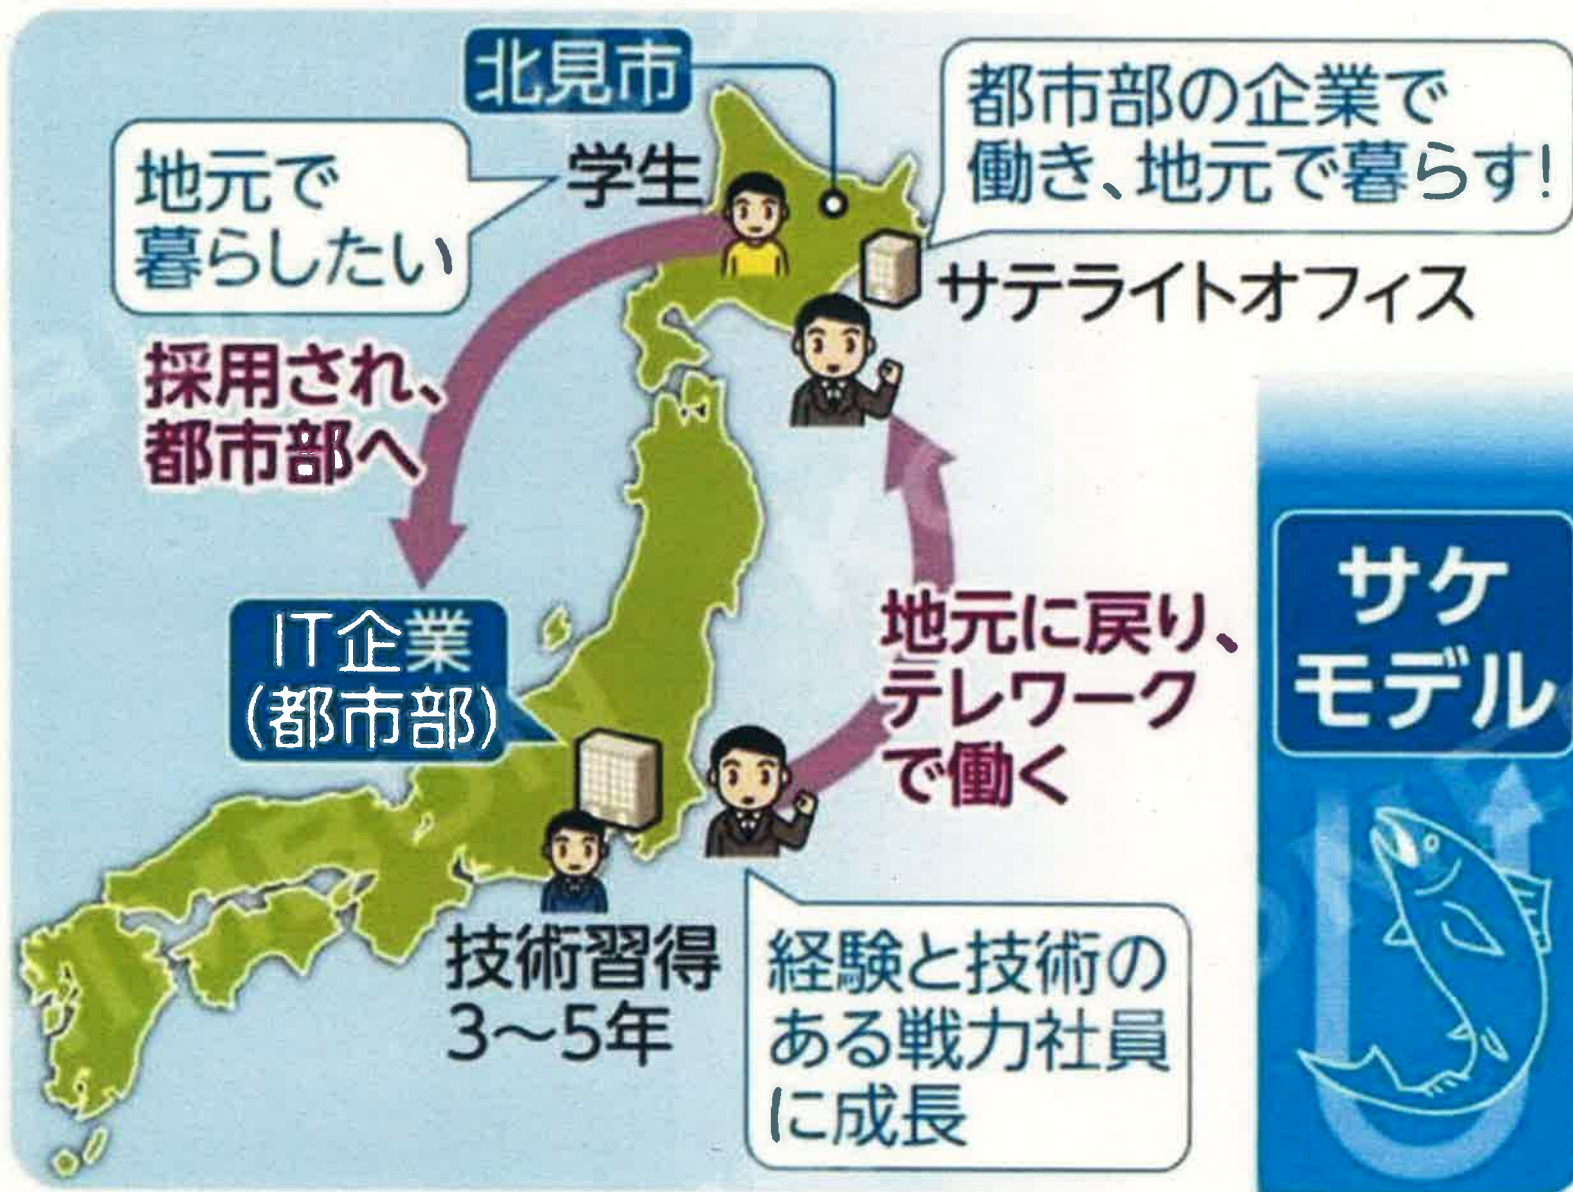 北見市
都市部の企業で
働き、地元で暮らす!
地元で
暮らしたい
学生
サテライトオフィス
採用され、
都市部へ
IT企業
(都市部)
地元に戻り、
テレワーク
で働く
サケ
モデル
技術習得
3〜5年
経験と技術の
ある戦力社員
に成長